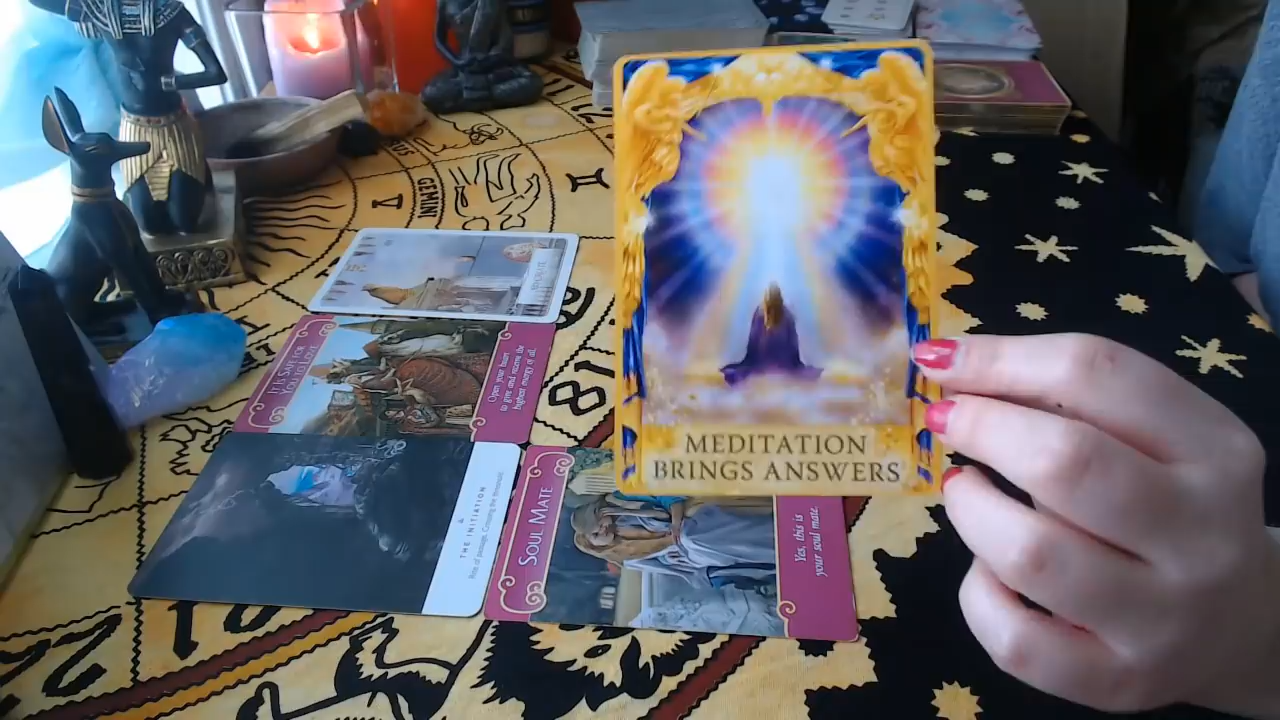 MEDITATION
BRINGS ANSWERS
GEMINI
IT'S SAFE FOR
YOU TO LOVE
Open your heart
to give and receive the
highest energy of all.
THE INITIATION
Rite of passage. Crossing the threshold.
SOUL MATE
Yes, this is
your soul mate.